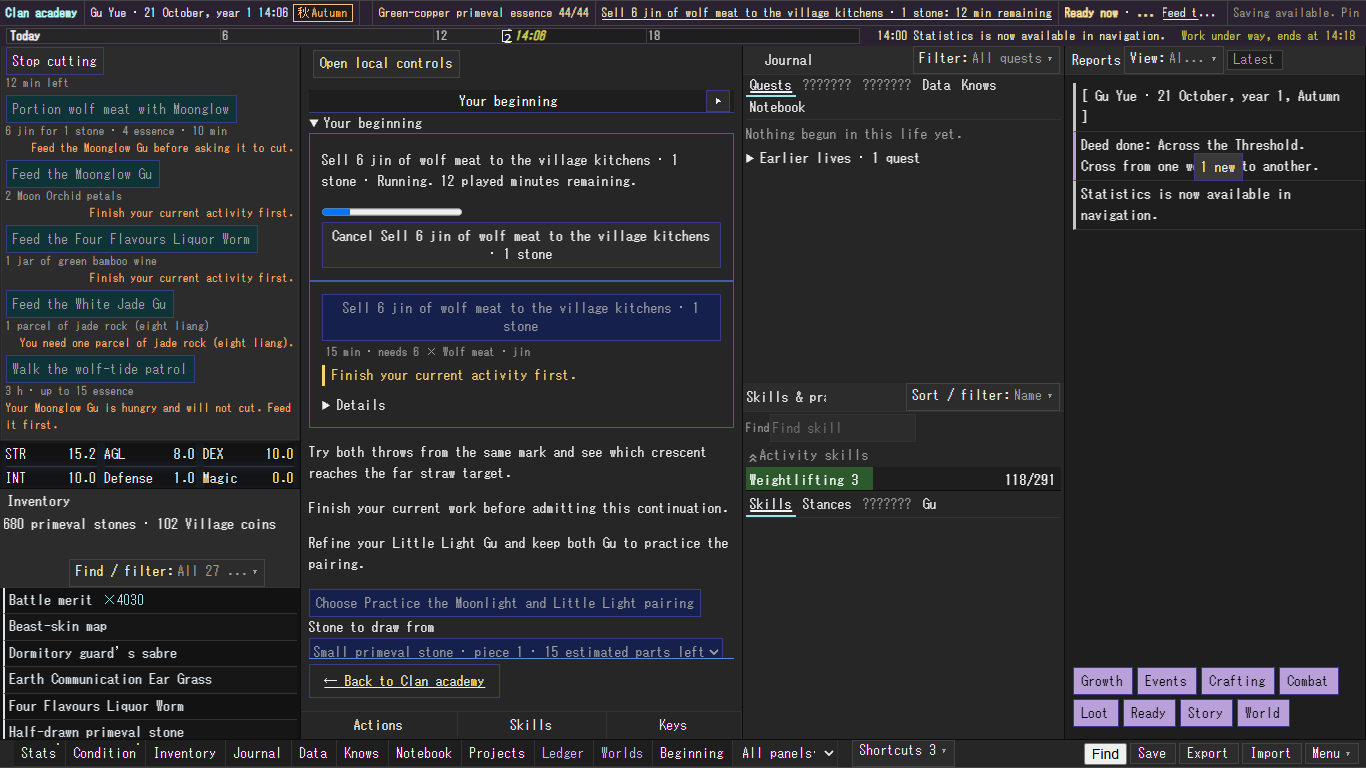 Clan academy Gu Yue · 21 October, year 1 14:06 秋Autumn Green-copper primeval essence 44/44 Sell 6 jin of wolf meat to the village kitchens · 1 stone: 12 min remaining Ready now · ... Feed t... Saving available. Pin
Today 6 12 14:06 18 14:00 Statistics is now available in navigation. Work under way, ends at 14:18
Stop cutting
12 min left
Portion wolf meat with Moonglow
6 jin for 1 stone · 4 essence · 10 min
Feed the Moonglow Gu before asking it to cut.
Feed the Moonglow Gu
2 Moon Orchid petals
Finish your current activity first.
Feed the Four Flavours Liquor Worm
1 jar of green bamboo wine
Finish your current activity first.
Feed the White Jade Gu
1 parcel of jade rock (eight liang)
You need one parcel of jade rock (eight liang).
Walk the wolf-tide patrol
3 h · up to 15 essence
Your Moonglow Gu is hungry and will not cut. Feed
it first.
STR 15.2 AGL 8.0 DEX 10.0
INT 10.0 Defense 1.0 Magic 0.0
Inventory
680 primeval stones · 102 Village coins
Find / filter: All 27 ... ▾
Battle merit ×4030
Beast-skin map
Dormitory guard's sabre
Earth Communication Ear Grass
Four Flavours Liquor Worm
Half-drawn primeval stone
Open local controls
Your beginning ▸
▼ Your beginning
Sell 6 jin of wolf meat to the village kitchens · 1
stone · Running. 12 played minutes remaining.
Cancel Sell 6 jin of wolf meat to the village kitchens
· 1 stone
Sell 6 jin of wolf meat to the village kitchens · 1
stone
15 min · needs 6 × Wolf meat · jin
Finish your current activity first.
▶ Details
Try both throws from the same mark and see which crescent
reaches the far straw target.
Finish your current work before admitting this continuation.
Refine your Little Light Gu and keep both Gu to practice the
pairing.
Choose Practice the Moonlight and Little Light pairing
Stone to draw from
Small primeval stone · piece 1 · 15 estimated parts left
← Back to Clan academy
Actions Skills Keys
Journal Filter: All quests ▾
Quests ??????? ??????? Data Knows
Notebook
Nothing begun in this life yet.
▶ Earlier lives · 1 quest
Skills & pra Sort / filter: Name ▾
Find Find skill
Activity skills
Weightlifting 3 118/291
Skills Stances ??????? Gu
Reports View: Al... ▾ Latest
[ Gu Yue · 21 October, year 1, Autumn
]
Deed done: Across the Threshold.
Cross from one w 1 new to another.
Statistics is now available in
navigation.
Growth Events Crafting Combat
Loot Ready Story World
Stats Condition Inventory Journal Data Knows Notebook Projects Ledger Worlds Beginning All panels Shortcuts 3 ▾ Find Save Export Import Menu ▾